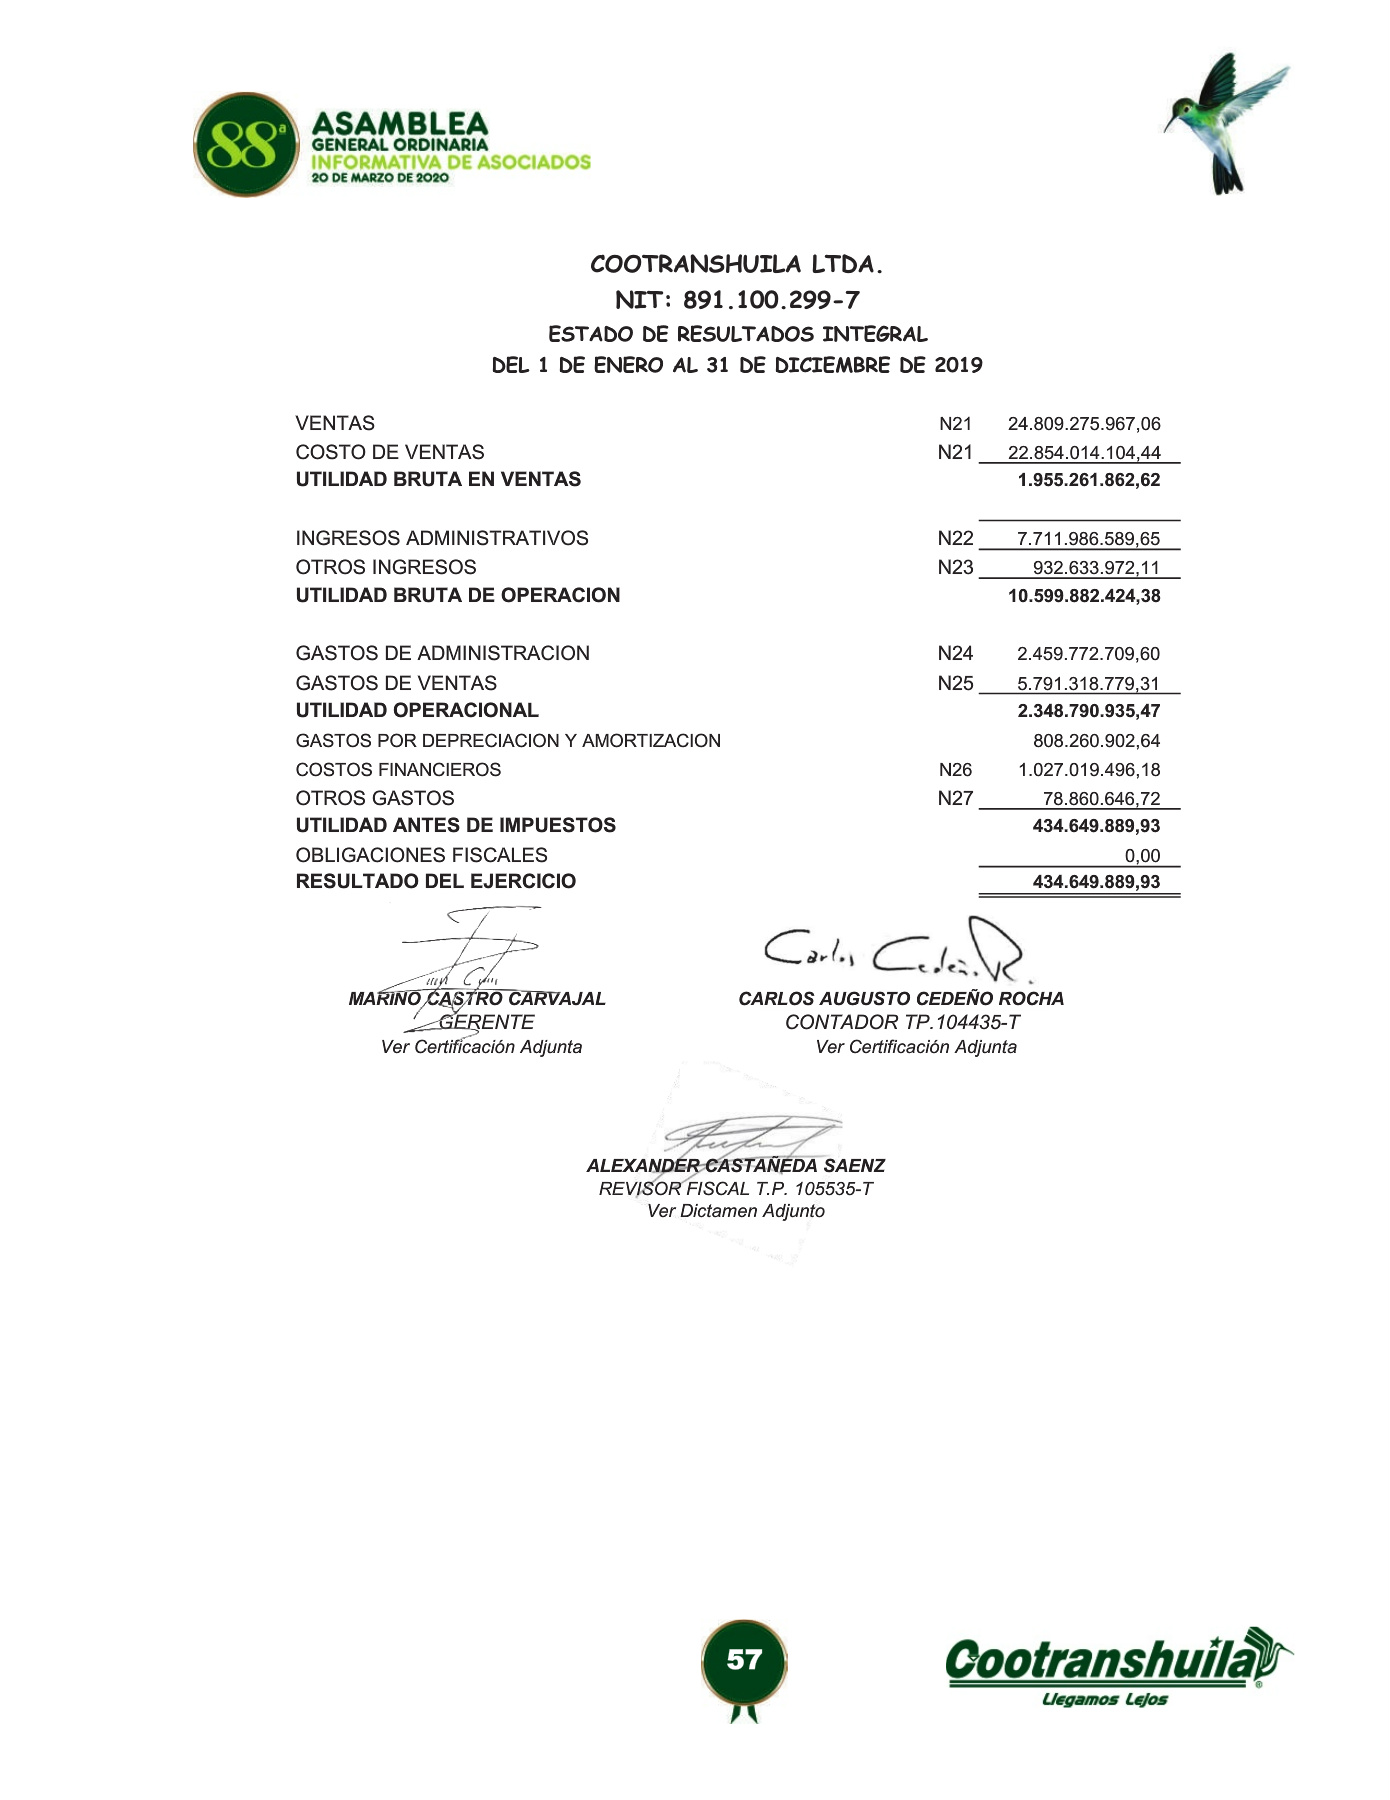 88ª
ASAMBLEA
GENERAL ORDINARIA
INFORMATIVA DE ASOCIADOS
20 DE MARZO DE 2020
COOTRANSHUILA LTDA.
NIT: 891.100.299-7
ESTADO DE RESULTADOS INTEGRAL
DEL 1 DE ENERO AL 31 DE DICIEMBRE DE 2019
VENTAS N21 24.809.275.967,06
COSTO DE VENTAS N21 22.854.014.104,44
UTILIDAD BRUTA EN VENTAS 1.955.261.862,62
INGRESOS ADMINISTRATIVOS N22 7.711.986.589,65
OTROS INGRESOS N23 932.633.972,11
UTILIDAD BRUTA DE OPERACION 10.599.882.424,38
GASTOS DE ADMINISTRACION N24 2.459.772.709,60
GASTOS DE VENTAS N25 5.791.318.779,31
UTILIDAD OPERACIONAL 2.348.790.935,47
GASTOS POR DEPRECIACION Y AMORTIZACION 808.260.902,64
COSTOS FINANCIEROS N26 1.027.019.496,18
OTROS GASTOS N27 78.860.646,72
UTILIDAD ANTES DE IMPUESTOS 434.649.889,93
OBLIGACIONES FISCALES 0,00
RESULTADO DEL EJERCICIO 434.649.889,93
Carlos Cedeño R.
MARINO CASTRO CARVAJAL CARLOS AUGUSTO CEDEÑO ROCHA
GERENTE CONTADOR TP.104435-T
Ver Certificación Adjunta Ver Certificación Adjunta
ALEXANDER CASTAÑEDA SAENZ
REVISOR FISCAL T.P. 105535-T
Ver Dictamen Adjunto
57
Cootranshuila®
Llegamos Lejos